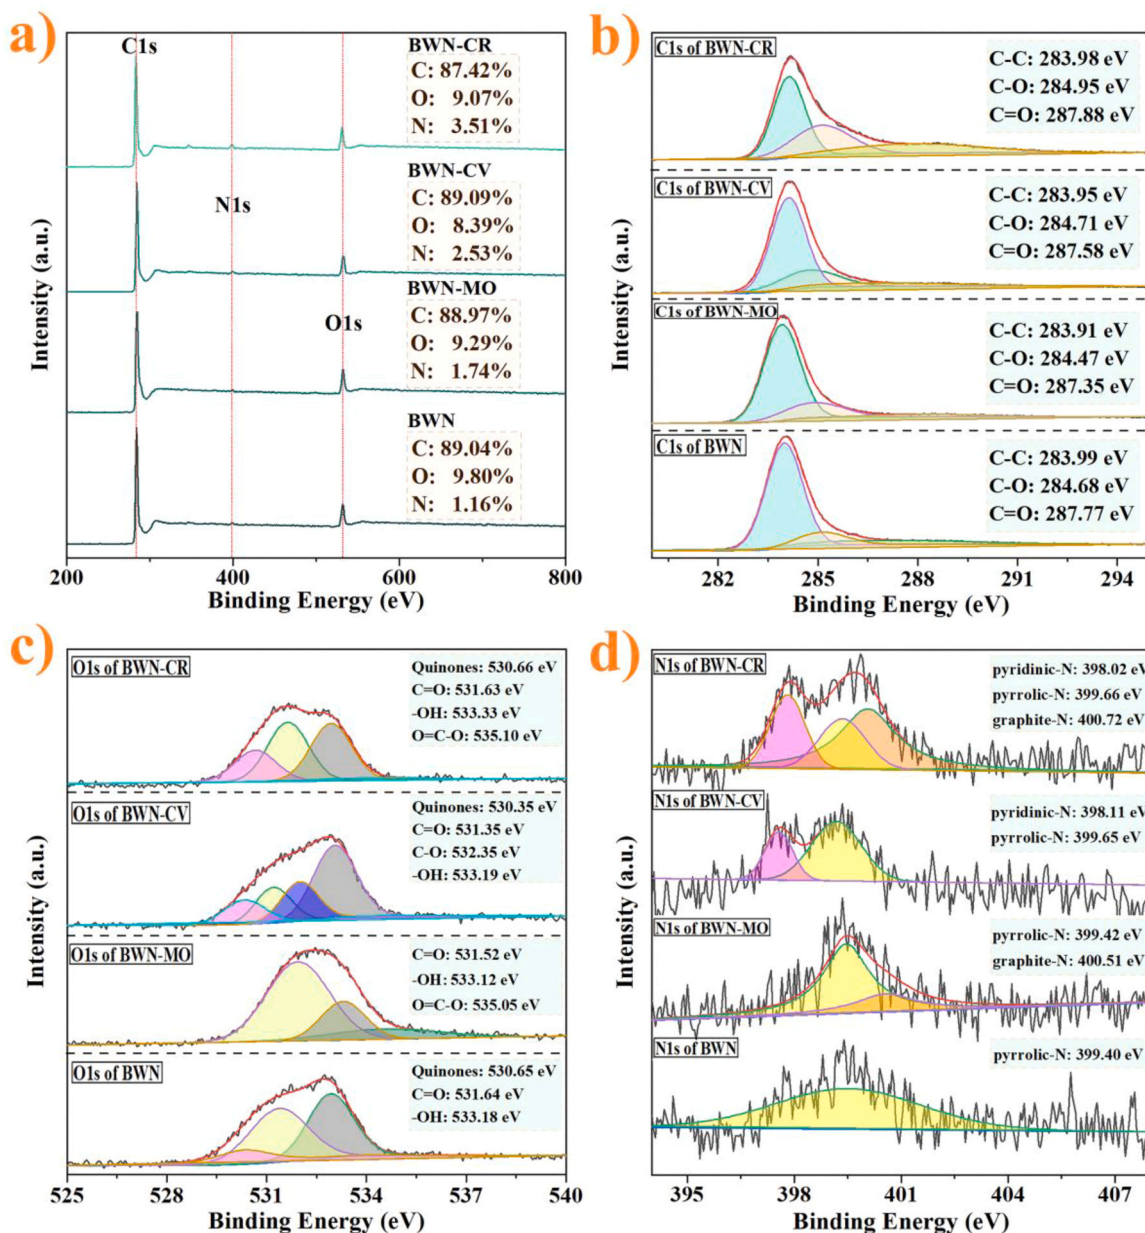 a)
C1s
N1s
O1s
BWN-CR
C: 87.42%
O: 9.07%
N: 3.51%
BWN-CV
C: 89.09%
O: 8.39%
N: 2.53%
BWN-MO
C: 88.97%
O: 9.29%
N: 1.74%
BWN
C: 89.04%
O: 9.80%
N: 1.16%
Intensity (a.u.)
200 400 600 800
Binding Energy (eV)
b)
C1s of BWN-CR
C-C: 283.98 eV
C-O: 284.95 eV
C=O: 287.88 eV
C1s of BWN-CV
C-C: 283.95 eV
C-O: 284.71 eV
C=O: 287.58 eV
C1s of BWN-MO
C-C: 283.91 eV
C-O: 284.47 eV
C=O: 287.35 eV
C1s of BWN
C-C: 283.99 eV
C-O: 284.68 eV
C=O: 287.77 eV
Intensity (a.u.)
282 285 288 291 294
Binding Energy (eV)
c)
O1s of BWN-CR
Quinones: 530.66 eV
C=O: 531.63 eV
-OH: 533.33 eV
O=C-O: 535.10 eV
O1s of BWN-CV
Quinones: 530.35 eV
C=O: 531.35 eV
C-O: 532.35 eV
-OH: 533.19 eV
O1s of BWN-MO
C=O: 531.52 eV
-OH: 533.12 eV
O=C-O: 535.05 eV
O1s of BWN
Quinones: 530.65 eV
C=O: 531.64 eV
-OH: 533.18 eV
Intensity (a.u.)
525 528 531 534 537 540
Binding Energy (eV)
d)
N1s of BWN-CR
pyridinic-N: 398.02 eV
pyrrolic-N: 399.66 eV
graphite-N: 400.72 eV
N1s of BWN-CV
pyridinic-N: 398.11 eV
pyrrolic-N: 399.65 eV
N1s of BWN-MO
pyrrolic-N: 399.42 eV
graphite-N: 400.51 eV
N1s of BWN
pyrrolic-N: 399.40 eV
Intensity (a.u.)
395 398 401 404 407
Binding Energy (eV)